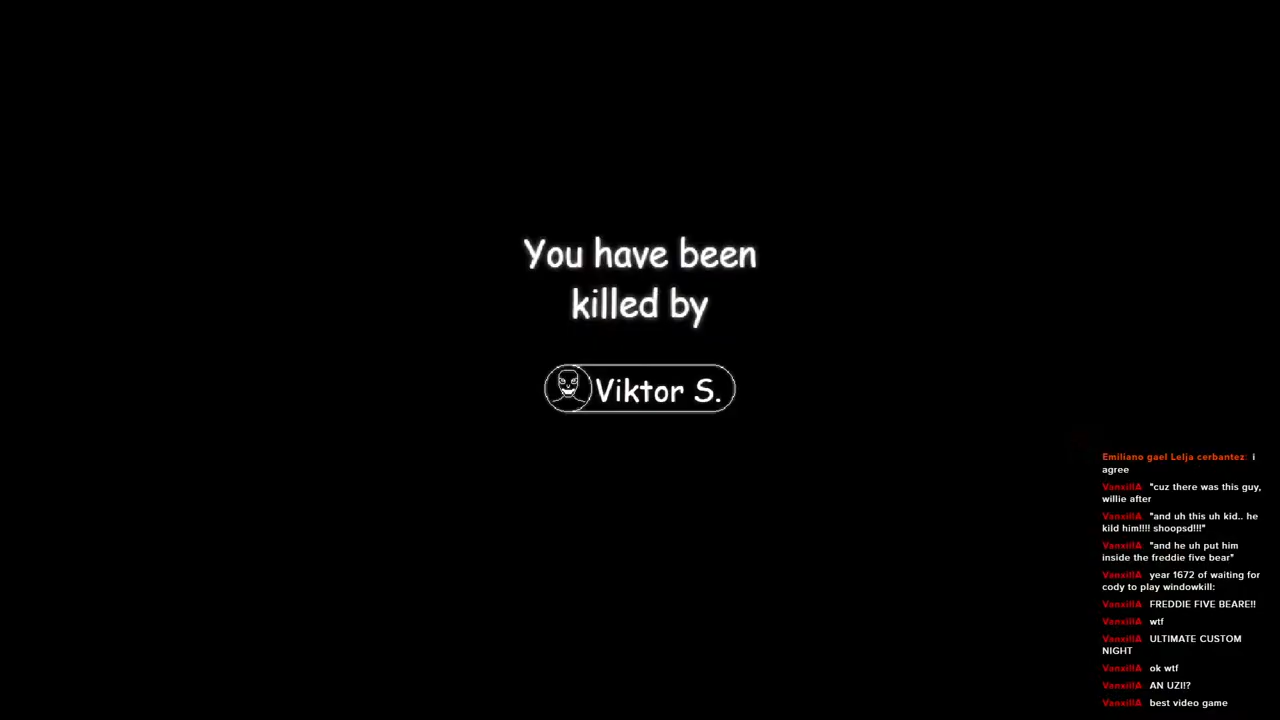 You have been
killed by
Viktor S.
Emiliano gael Lelja cerbantez: i
agree
VanxillA "cuz there was this guy,
willie after
VanxillA "and uh this uh kid.. he
kild him!!!! shoopsd!!!"
VanxillA "and he uh put him
inside the freddie five bear"
VanxillA year 1672 of waiting for
cody to play windowkill:
VanxillA FREDDIE FIVE BEARE!!
VanxillA wtf
VanxillA ULTIMATE CUSTOM
NIGHT
VanxillA ok wtf
VanxillA AN UZI!?
VanxillA best video game